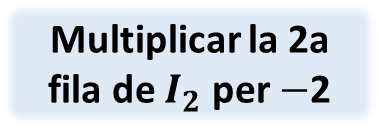 Multiplicar la 2a
fila de 𝑰₂ per −2